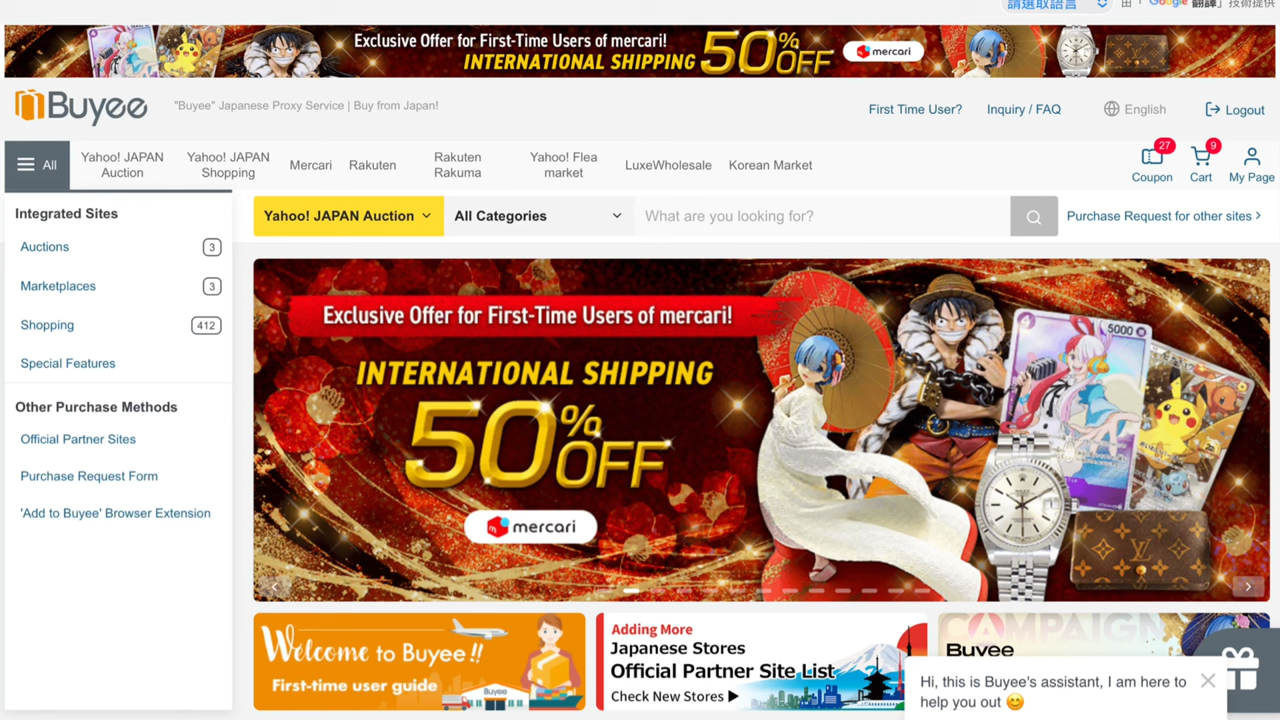 請選取語言
由「Google 翻譯」技術提供
Exclusive Offer for First-Time Users of mercari!
INTERNATIONAL SHIPPING 50% OFF
mercari
Buyee
"Buyee" Japanese Proxy Service | Buy from Japan!
First Time User?
Inquiry / FAQ
English
Logout
All
Yahoo! JAPAN
Auction
Yahoo! JAPAN
Shopping
Mercari
Rakuten
Rakuten
Rakuma
Yahoo! Flea
market
LuxeWholesale
Korean Market
27
Coupon
9
Cart
My Page
Yahoo! JAPAN Auction
All Categories
What are you looking for?
Purchase Request for other sites
Integrated Sites
Auctions
3
Marketplaces
3
Shopping
412
Special Features
Other Purchase Methods
Official Partner Sites
Purchase Request Form
'Add to Buyee' Browser Extension
Exclusive Offer for First-Time Users of mercari!
INTERNATIONAL SHIPPING
50% OFF
mercari
5000
Welcome to Buyee!!
First-time user guide
Buyee
Adding More
Japanese Stores
Official Partner Site List
Check New Stores ▶
CAMPAIGN
Buyee
Hi, this is Buyee's assistant, I am here to
help you out 😊